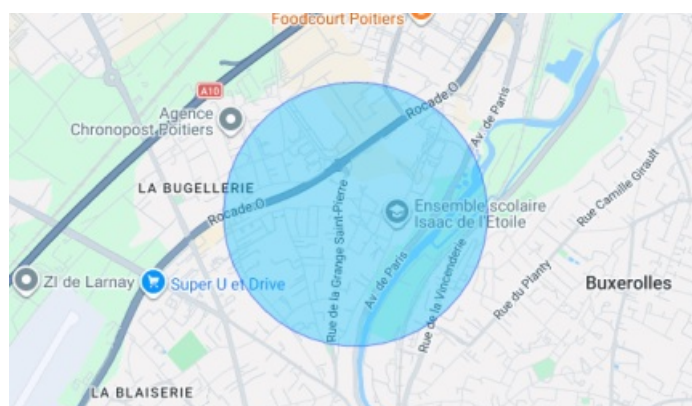 Foodcourt Poitiers
A10
Agence
Chronopost Poitiers
Rocade O
Av. de Paris
LA BUGELLERIE
Rocade O
Rue de la Grange Saint-Pierre
Ensemble scolaire
Isaac de l'Etoile
Rue Camille Girault
ZI de Larnay
Super U et Drive
Av. de Paris
Rue de la Vincenderie
Rue du Planty
Buxerolles
LA BLAISERIE